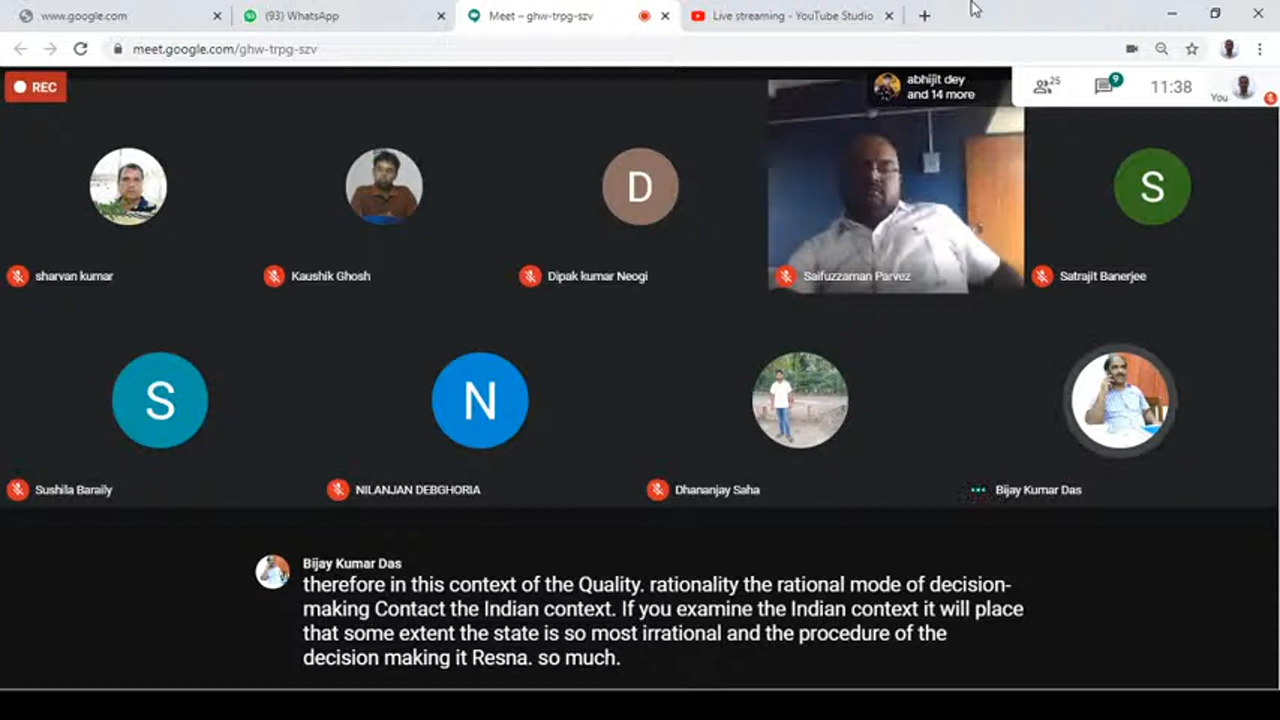 www.google.com
(93) WhatsApp
Meet – ghw-trpg-szv
Live streaming - YouTube Studio
meet.google.com/ghw-trpg-szv
REC
abhijit dey
and 14 more
25
9
11:38
You
D
S
sharvan kumar
Kaushik Ghosh
Dipak kumar Neogi
Saifuzzaman Parvez
Satrajit Banerjee
S
N
Sushila Baraily
NILANJAN DEBGHORIA
Dhananjay Saha
Bijay Kumar Das
Bijay Kumar Das
therefore in this context of the Quality. rationality the rational mode of decision-
making Contact the Indian context. If you examine the Indian context it will place
that some extent the state is so most irrational and the procedure of the
decision making it Resna. so much.